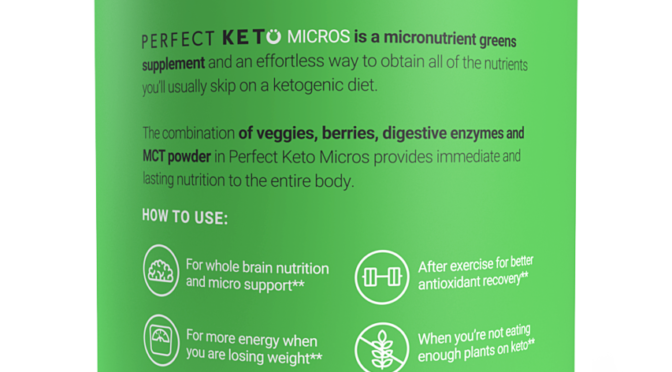 PERFECT KETO MICROS is a micronutrient greens
supplement and an effortless way to obtain all of the nutrients
you'll usually skip on a ketogenic diet.
The combination of veggies, berries, digestive enzymes and
MCT powder in Perfect Keto Micros provides immediate and
lasting nutrition to the entire body.
HOW TO USE:
For whole brain nutrition
and micro support**
After exercise for better
antioxidant recovery**
For more energy when
you are losing weight**
When you're not eating
enough plants on keto**